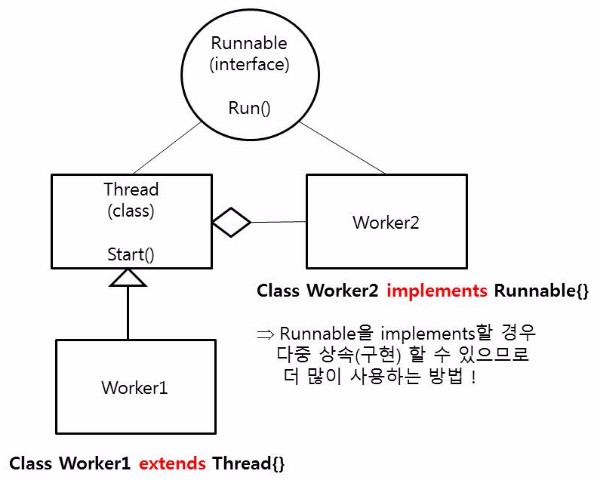 Runnable
(interface)
Run()
Thread
(class)
Start()
Worker2
Class Worker2 implements Runnable{}
⇒ Runnable을 implements할 경우
다중 상속(구현) 할 수 있으므로
더 많이 사용하는 방법 !
Worker1
Class Worker1 extends Thread{}